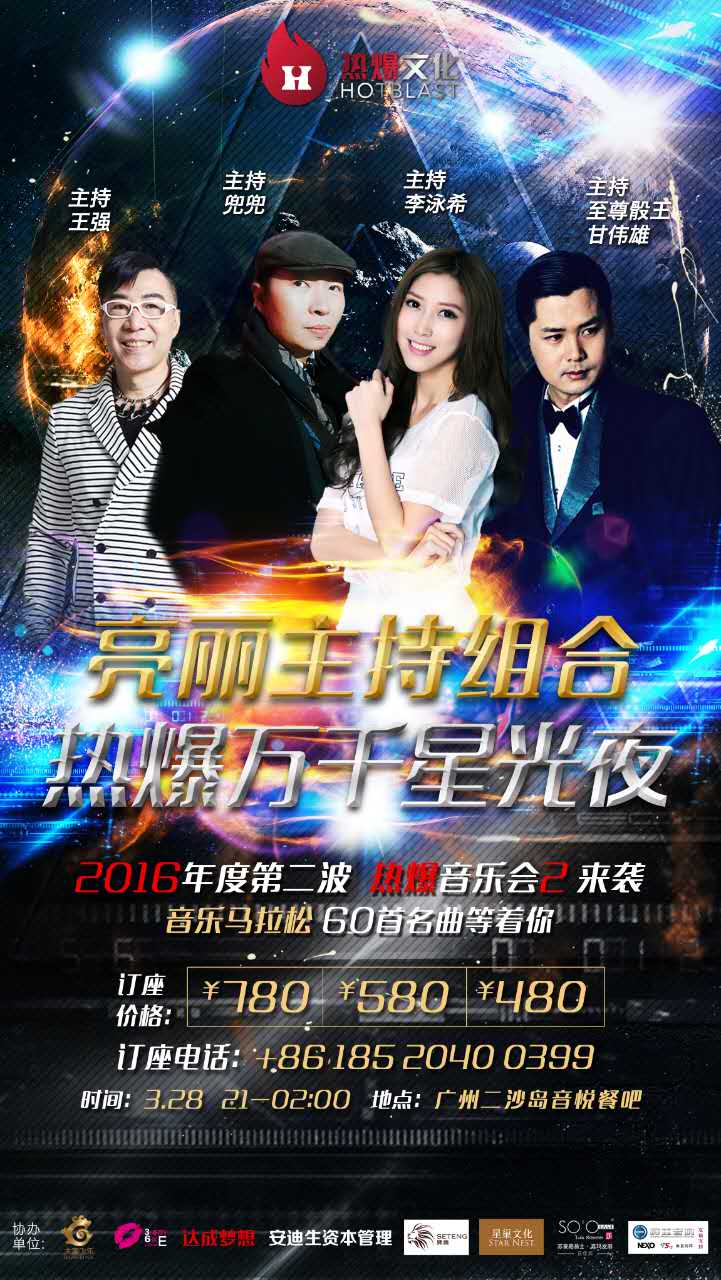 热爆文化
HOTBLAST
主持
王强
主持
兜兜
主持
李泳希
主持
至尊骰王
甘伟雄
亮丽主持组合
热爆万千星光夜
2016年度第二波 热爆音乐会2 来袭
音乐马拉松 60首名曲等着你
订座
价格:
¥780 ¥580 ¥480
订座电话: +86 185 2040 0399
时间: 3.28 21—02:00 地点: 广州二沙岛音悦餐吧
协办
单位:
达成梦想
安迪生资本管理
SETENG
星巢文化
STAR NEST
SO'O
NEXO